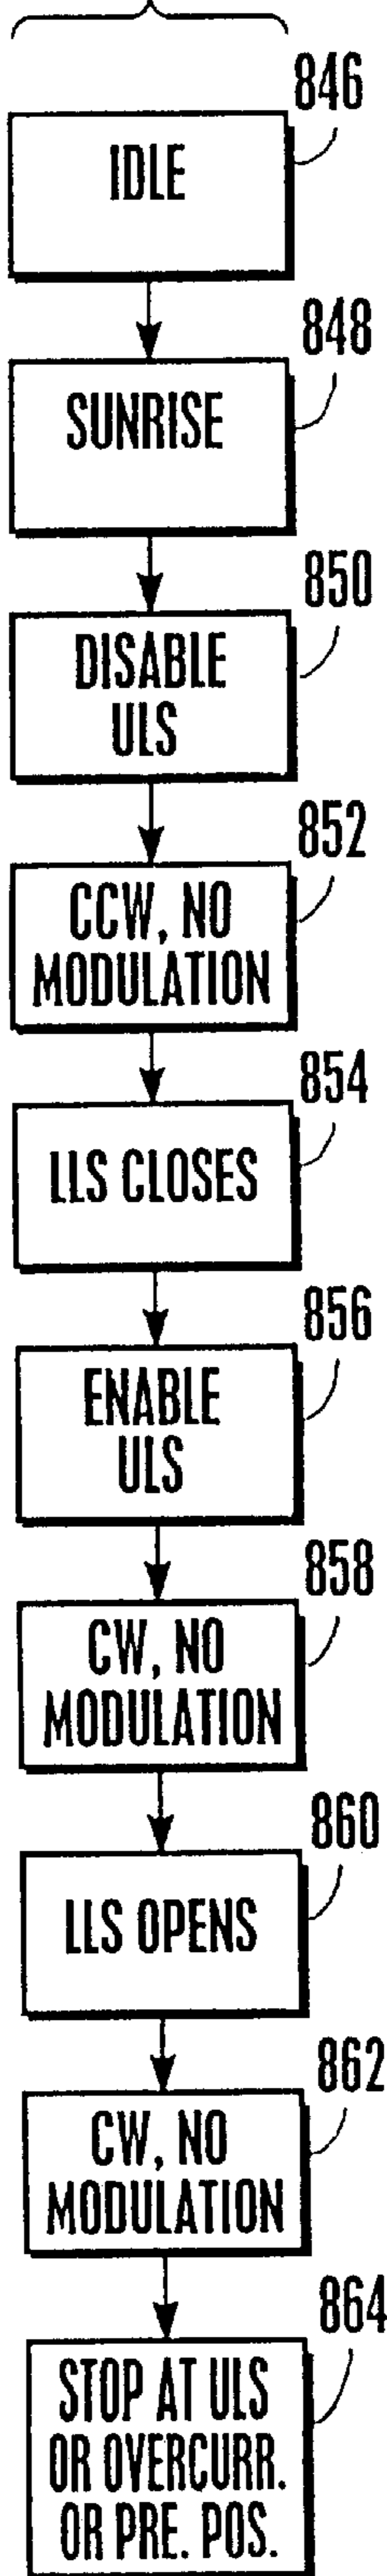 846
IDLE
848
SUNRISE
850
DISABLE
ULS
852
CCW, NO
MODULATION
854
LLS CLOSES
856
ENABLE
ULS
858
CW, NO
MODULATION
860
LLS OPENS
862
CW, NO
MODULATION
864
STOP AT ULS
OR OVERCURR.
OR PRE. POS.